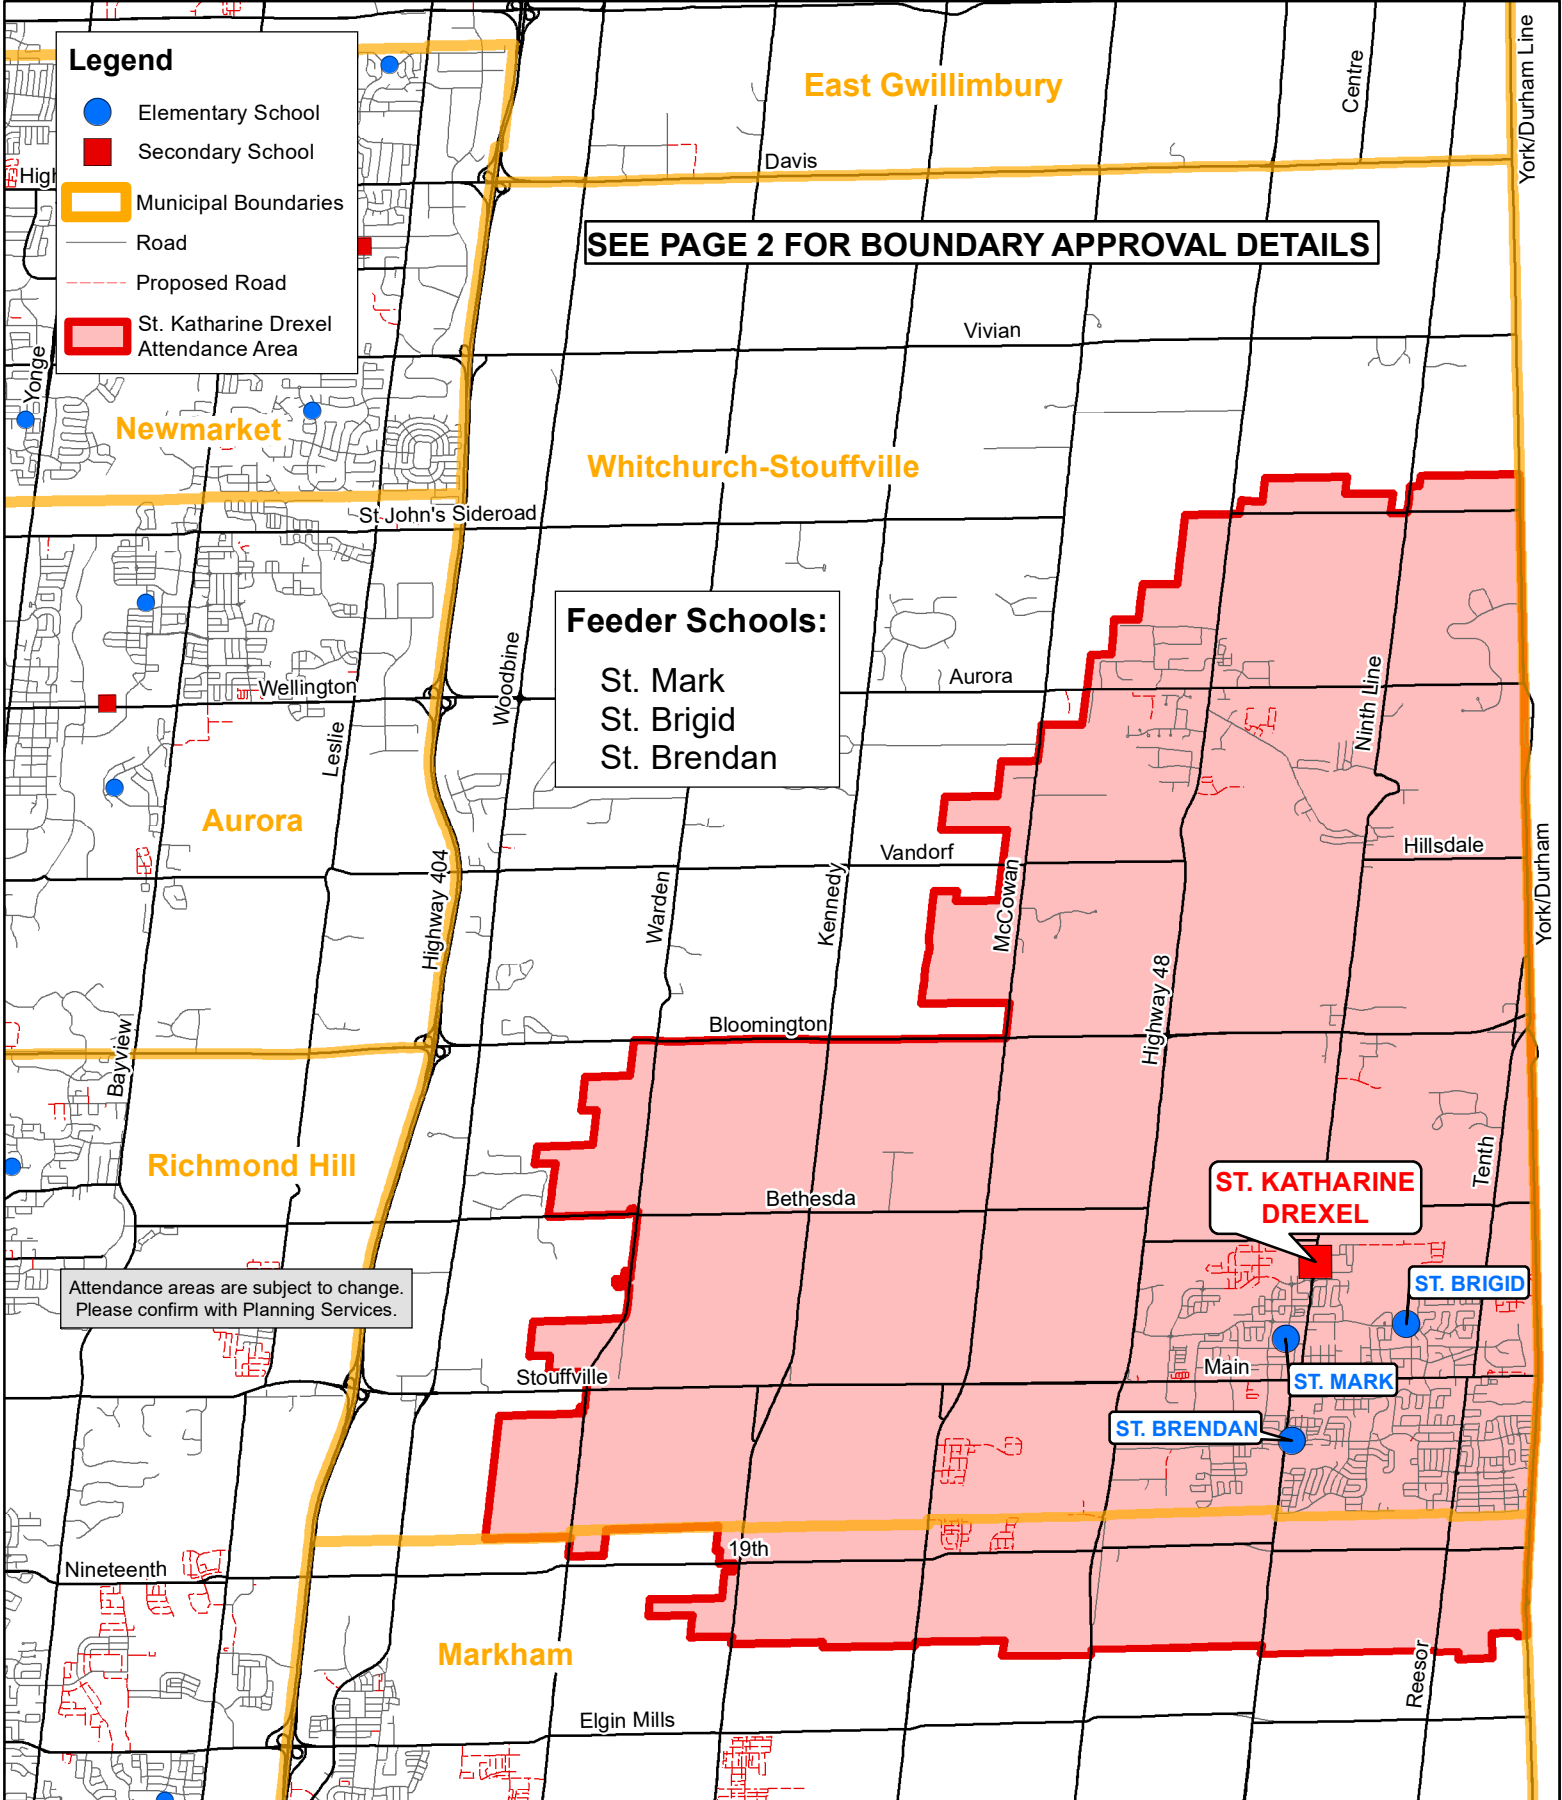 Legend
Elementary School
Secondary School
Municipal Boundaries
Road
Proposed Road
St. Katharine Drexel
Attendance Area
East Gwillimbury
Centre
York/Durham Line
Davis
SEE PAGE 2 FOR BOUNDARY APPROVAL DETAILS
Vivian
Yonge
Newmarket
Whitchurch-Stouffville
St John's Sideroad
Feeder Schools:
St. Mark
St. Brigid
St. Brendan
Woodbine
Wellington
Leslie
Aurora
Ninth Line
Aurora
Highway 404
Vandorf
Hillsdale
Warden
Kennedy
McCowan
York/Durham
Highway 48
Bloomington
Bayview
Richmond Hill
Bethesda
Tenth
ST. KATHARINE
DREXEL
Attendance areas are subject to change.
Please confirm with Planning Services.
ST. BRIGID
Main
Stouffville
ST. MARK
ST. BRENDAN
19th
Nineteenth
Markham
Reesor
Elgin Mills